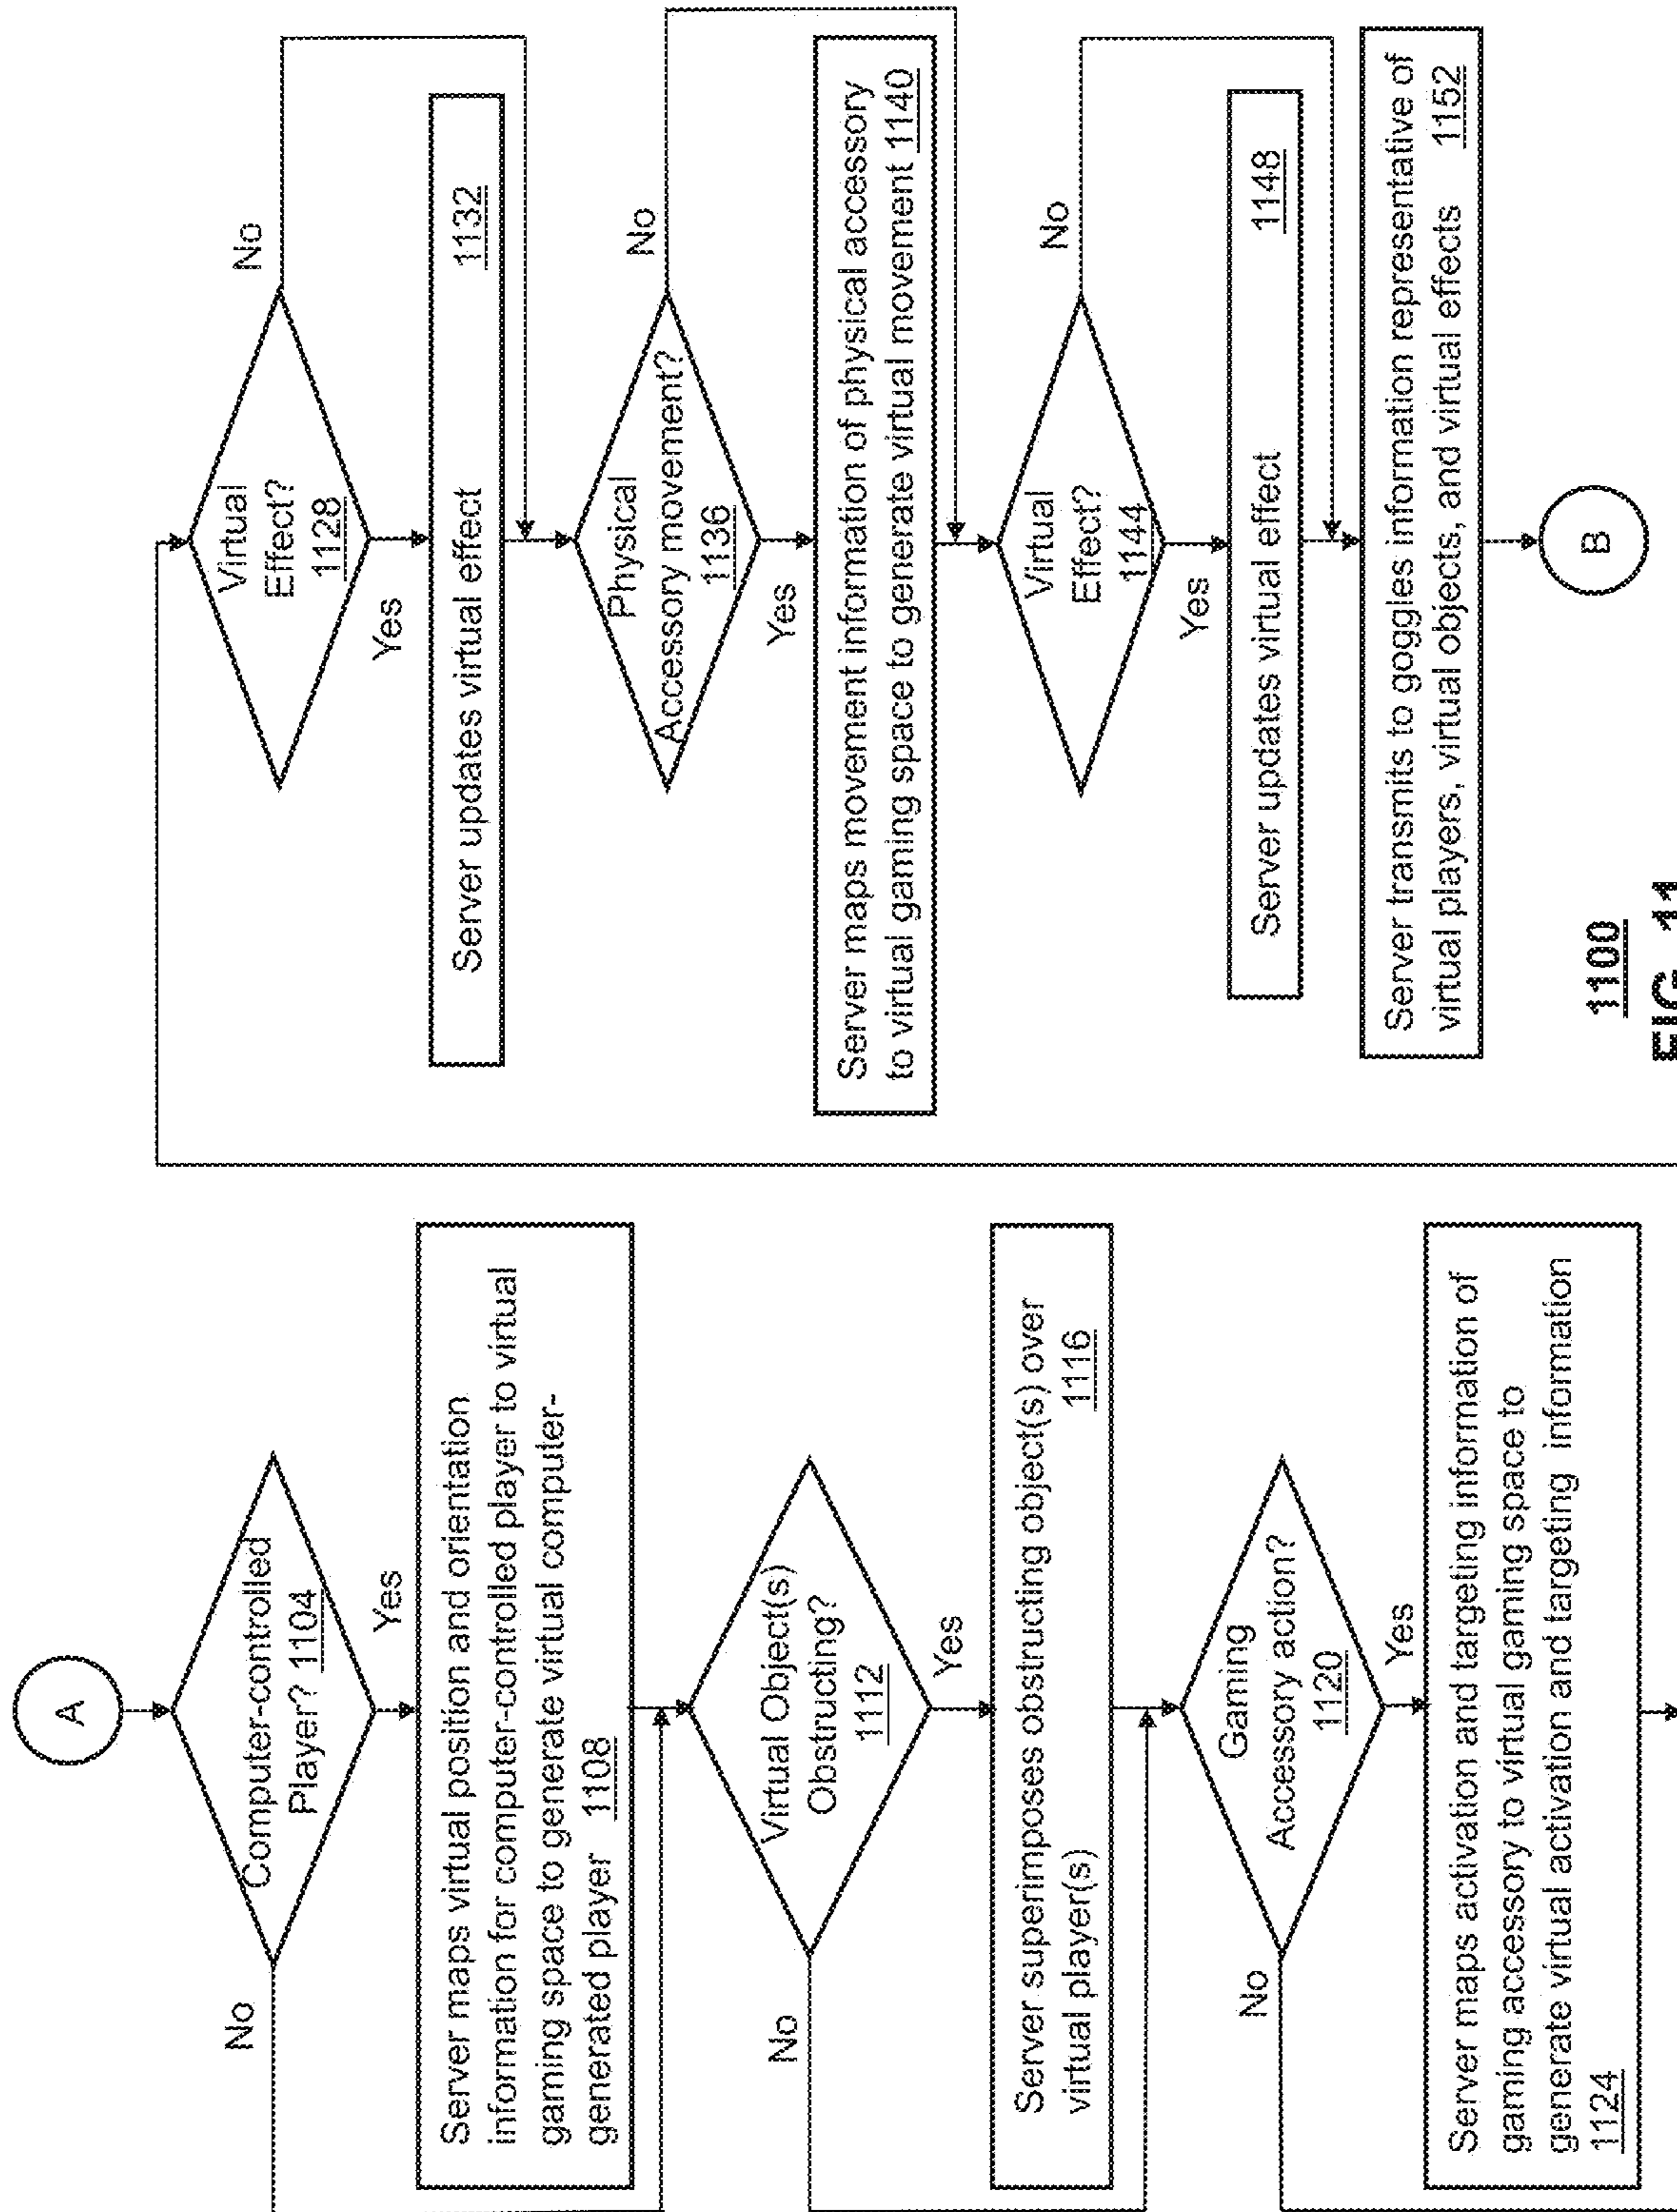 A
Computer-controlled
Player? 1104
No
Yes
Server maps virtual position and orientation
information for computer-controlled player to virtual
gaming space to generate virtual computer-
generated player 1108
Virtual Object(s)
Obstructing?
1112
No
Yes
Server superimposes obstructing object(s) over
virtual player(s) 1116
Gaming
Accessory action?
1120
No
Yes
Server maps activation and targeting information of
gaming accessory to virtual gaming space to
generate virtual activation and targeting information
1124
Virtual
Effect?
1128
No
Yes
Server updates virtual effect 1132
Physical
Accessory movement?
1136
No
Yes
Server maps movement information of physical accessory
to virtual gaming space to generate virtual movement 1140
Virtual
Effect?
1144
No
Yes
Server updates virtual effect 1148
Server transmits to goggles information representative of
virtual players, virtual objects, and virtual effects 1152
B
1100
FIG. 11